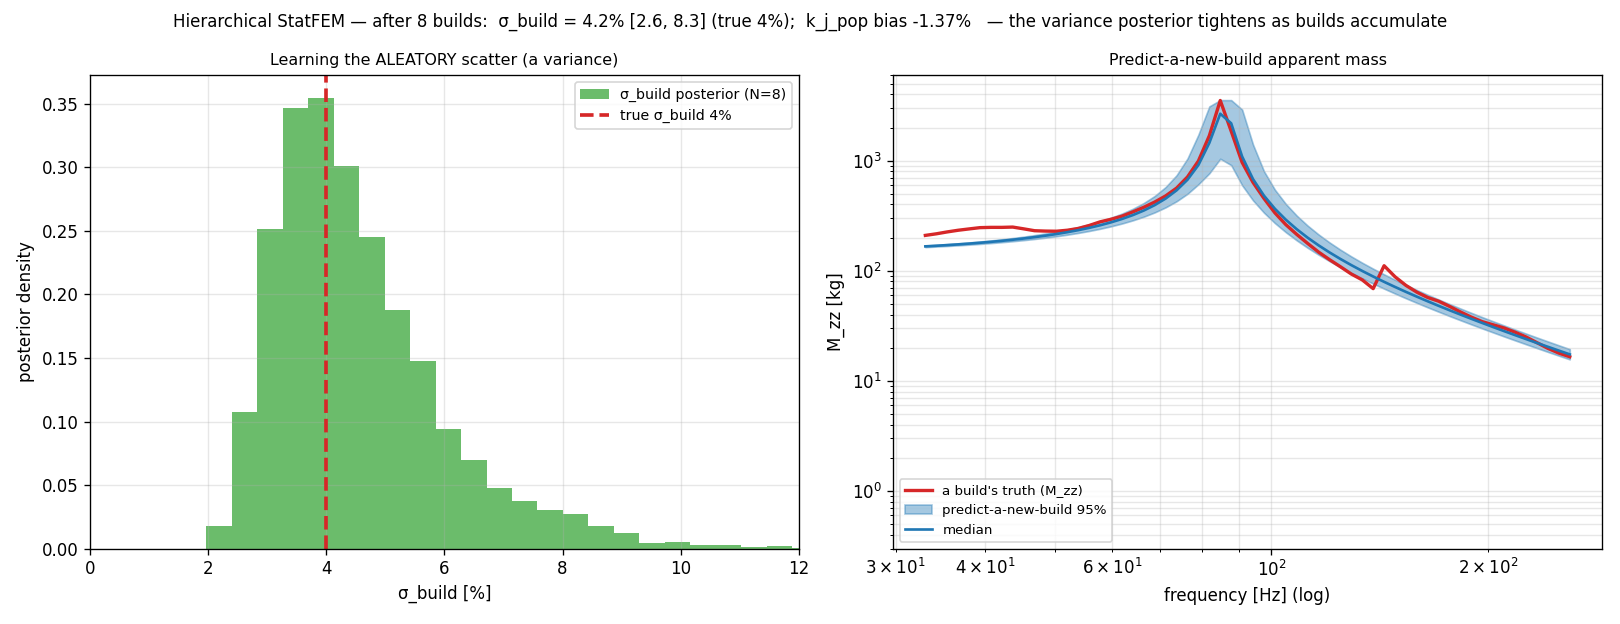 Hierarchical StatFEM — after 8 builds:  σ_build = 4.2% [2.6, 8.3] (true 4%);  k_j_pop bias -1.37%   — the variance posterior tightens as builds accumulate
Learning the ALEATORY scatter (a variance)
σ_build posterior (N=8)
true σ_build 4%
posterior density
0.35
0.30
0.25
0.20
0.15
0.10
0.05
0.00
0 2 4 6 8 10 12
σ_build [%]
Predict-a-new-build apparent mass
M_zz [kg]
10³
10²
10¹
10⁰
a build's truth (M_zz)
predict-a-new-build 95%
median
3 × 10¹ 4 × 10¹ 6 × 10¹ 10² 2 × 10²
frequency [Hz] (log)